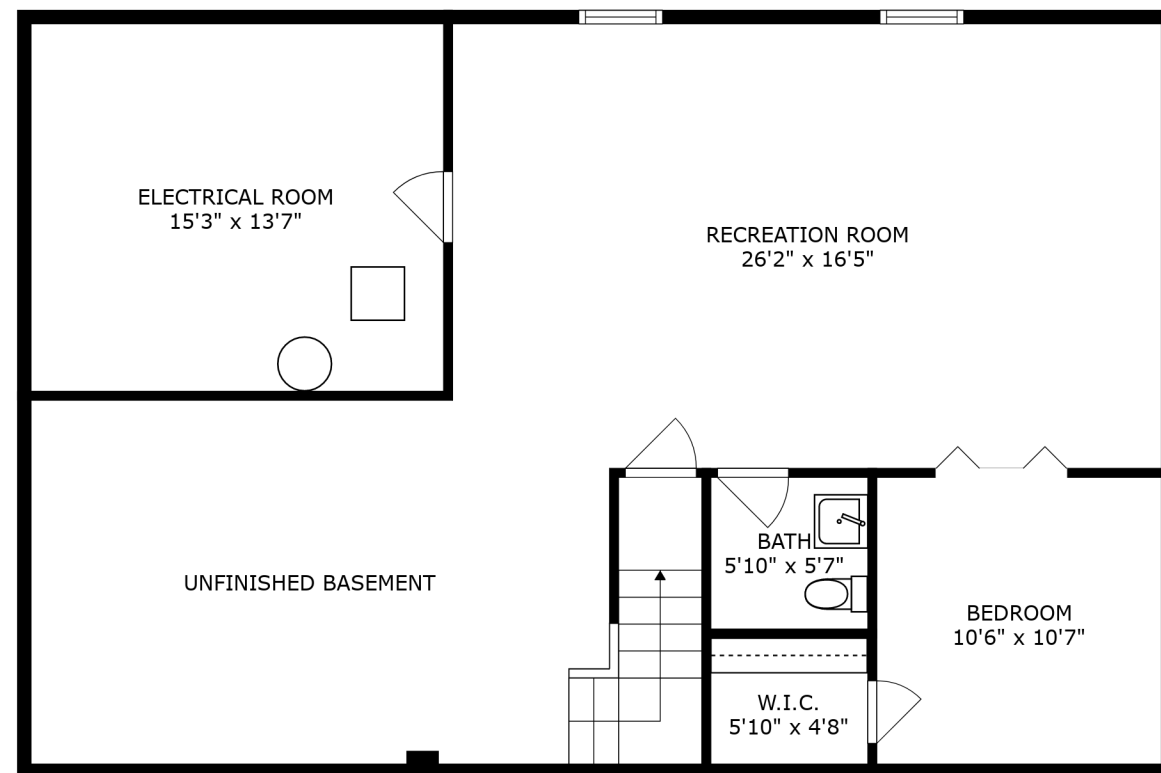 ELECTRICAL ROOM
15'3" x 13'7"
RECREATION ROOM
26'2" x 16'5"
BATH
5'10" x 5'7"
UNFINISHED BASEMENT
BEDROOM
10'6" x 10'7"
W.I.C.
5'10" x 4'8"